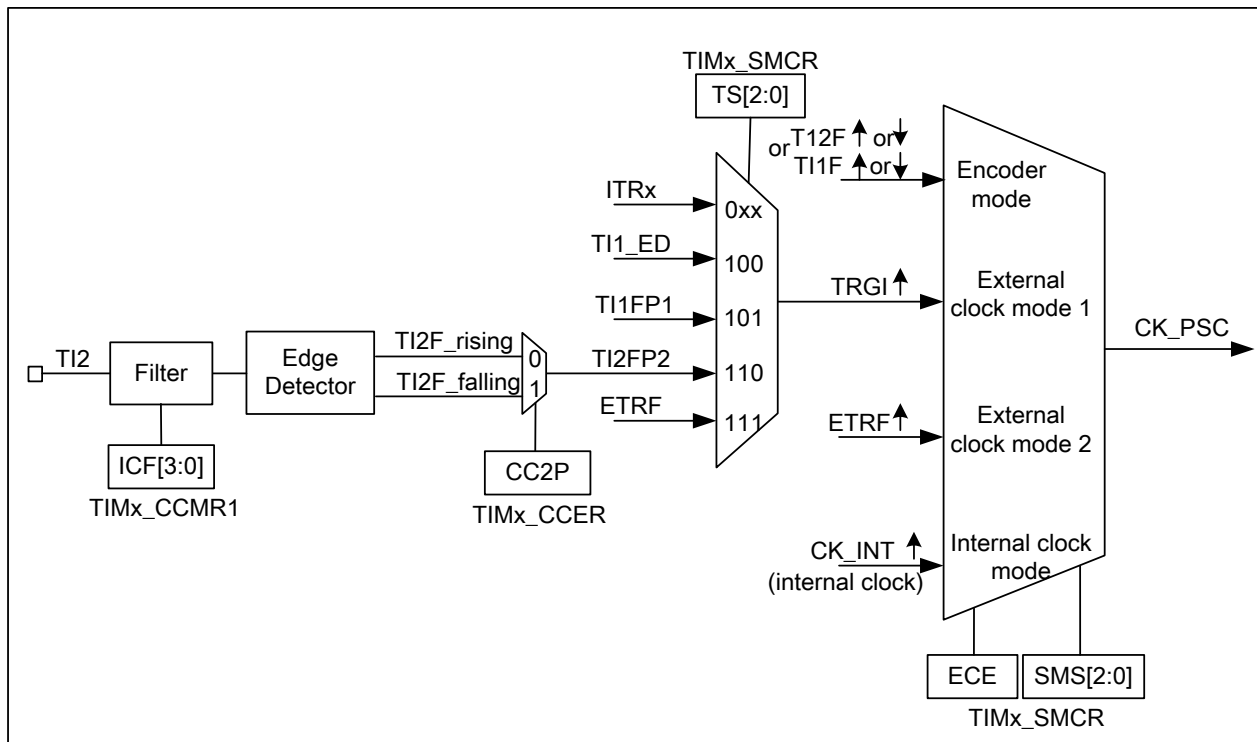 TIMx_SMCR
TS[2:0]
or T12F or
TI1F or
Encoder
mode
ITRx
0xx
TI1_ED
100
TRGI
External
clock mode 1
TI1FP1
101
CK_PSC
TI2
Filter
Edge
Detector
TI2F_rising
0
TI2F_falling
1
TI2FP2
110
ETRF
111
ETRF
External
clock mode 2
ICF[3:0]
TIMx_CCMR1
CC2P
TIMx_CCER
CK_INT
(internal clock)
Internal clock
mode
ECE
SMS[2:0]
TIMx_SMCR